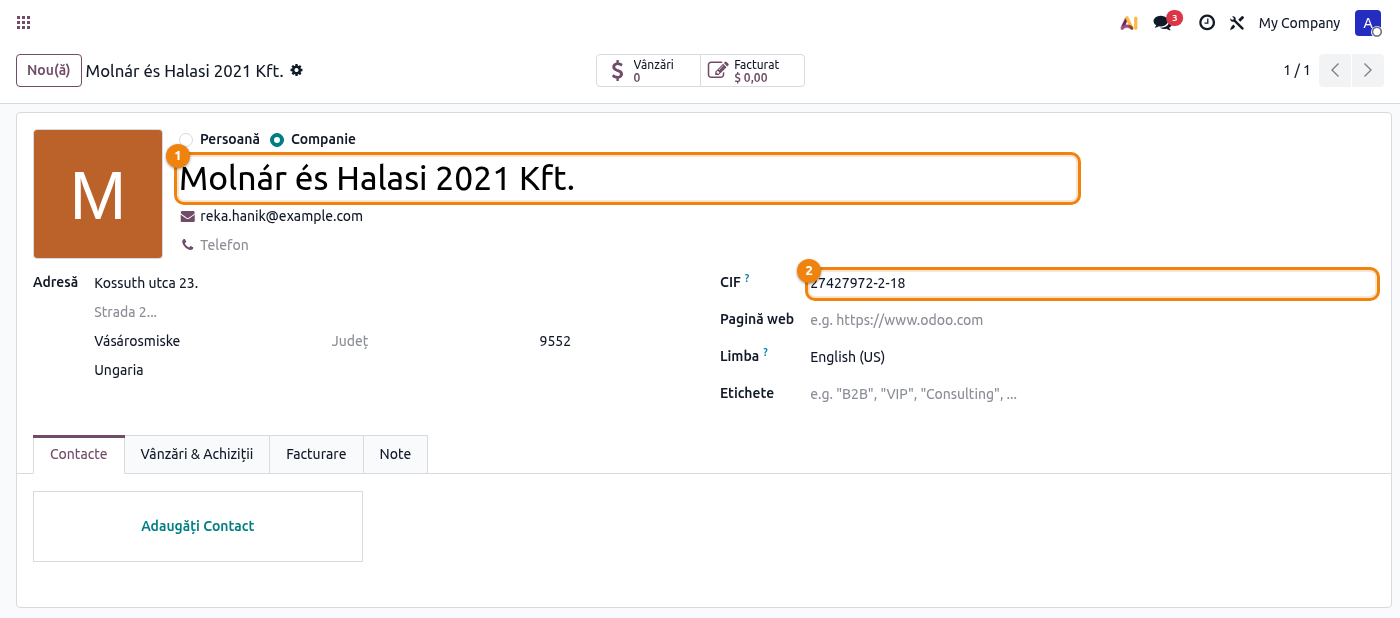 AI
3
My Company
A
Nou(ă)
Molnár és Halasi 2021 Kft.
Vânzări
0
Facturat
$ 0,00
1 / 1
M
Persoană
Companie
1
Molnár és Halasi 2021 Kft.
reka.hanik@example.com
Telefon
Adresă
Kossuth utca 23.
Strada 2...
Vásárosmiske
Județ
9552
Ungaria
2
CIF ?
27427972-2-18
Pagină web
e.g. https://www.odoo.com
Limba ?
English (US)
Etichete
e.g. "B2B", "VIP", "Consulting", ...
Contacte
Vânzări & Achiziții
Facturare
Note
Adaugăți Contact